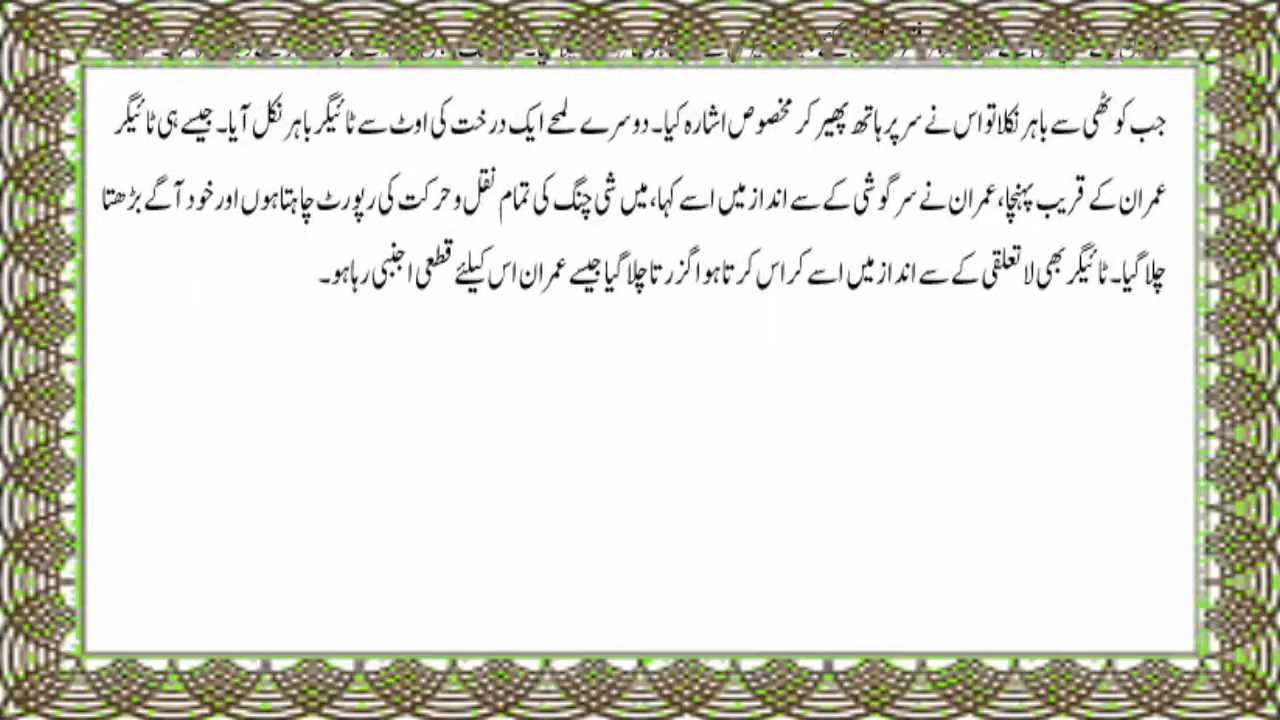 جب کوٹھی سے باہر نکلا تو اس نے سر پر ہاتھ پھیر کر مخصوص اشارہ کیا۔ دوسرے لمحے ایک درخت کی اوٹ سے ٹائیگر باہر نکل آیا۔ جیسے ہی ٹائیگر
عمران کے قریب پہنچا، عمران نے سرگوشی کے سے انداز میں اسے کہا، میں شی چنگ کی تمام نقل و حرکت کی رپورٹ چاہتا ہوں اور خود آگے بڑھتا
چلا گیا۔ ٹائیگر بھی لاتعلقی کے سے انداز میں اسے کراس کرتا ہوا گزرتا چلا گیا جیسے عمران اس کیلئے قطعی اجنبی رہا ہو۔